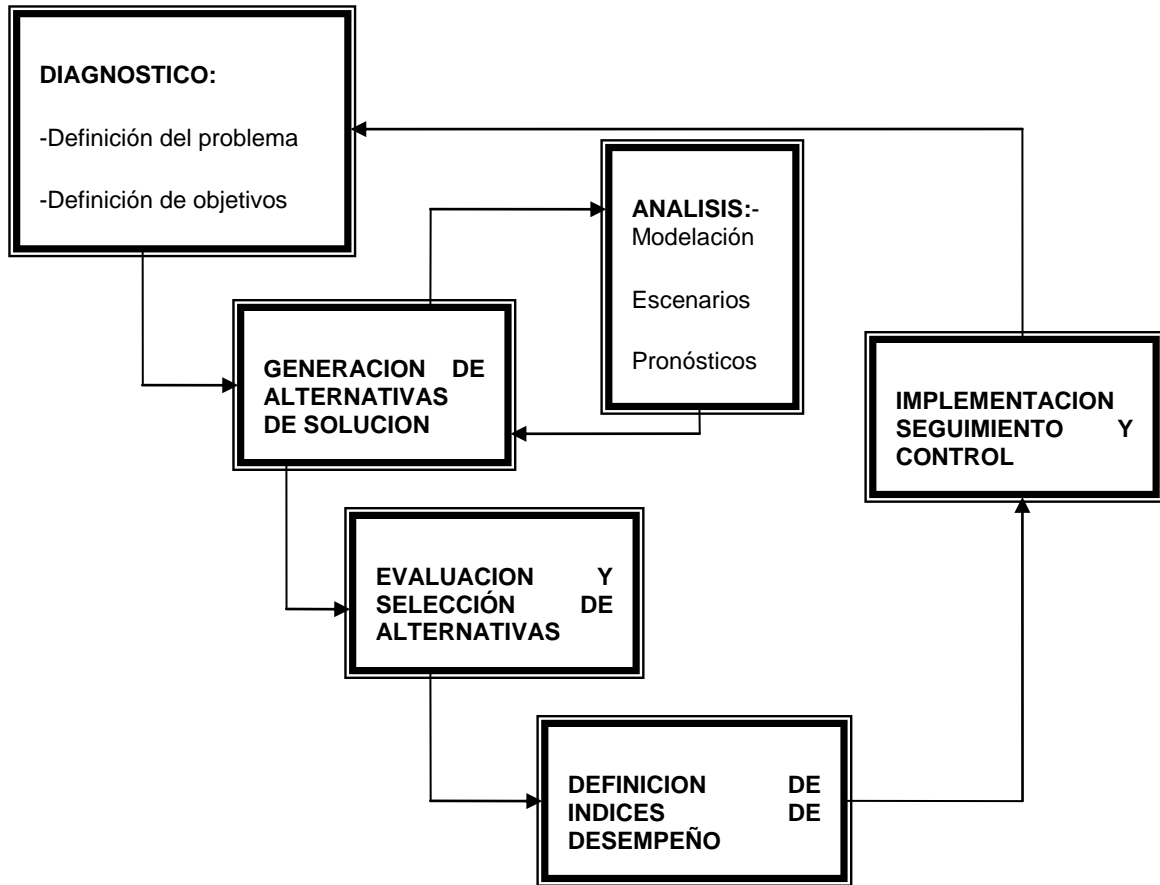 DIAGNOSTICO:
-Definición del problema
-Definición de objetivos
ANALISIS:-
Modelación
Escenarios
Pronósticos
GENERACION DE
ALTERNATIVAS
DE SOLUCION
IMPLEMENTACION
SEGUIMIENTO Y
CONTROL
EVALUACION Y
SELECCIÓN DE
ALTERNATIVAS
DEFINICION DE
INDICES DE
DESEMPEÑO